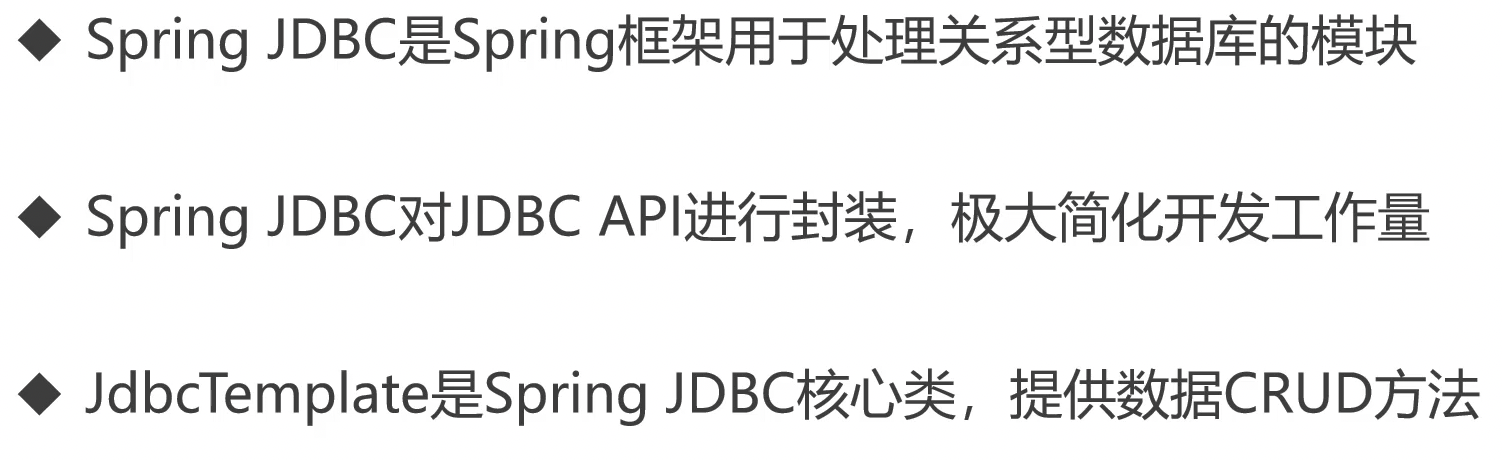 ◆ Spring JDBC是Spring框架用于处理关系型数据库的模块
◆ Spring JDBC对JDBC API进行封装，极大简化开发工作量
◆ JdbcTemplate是Spring JDBC核心类，提供数据CRUD方法